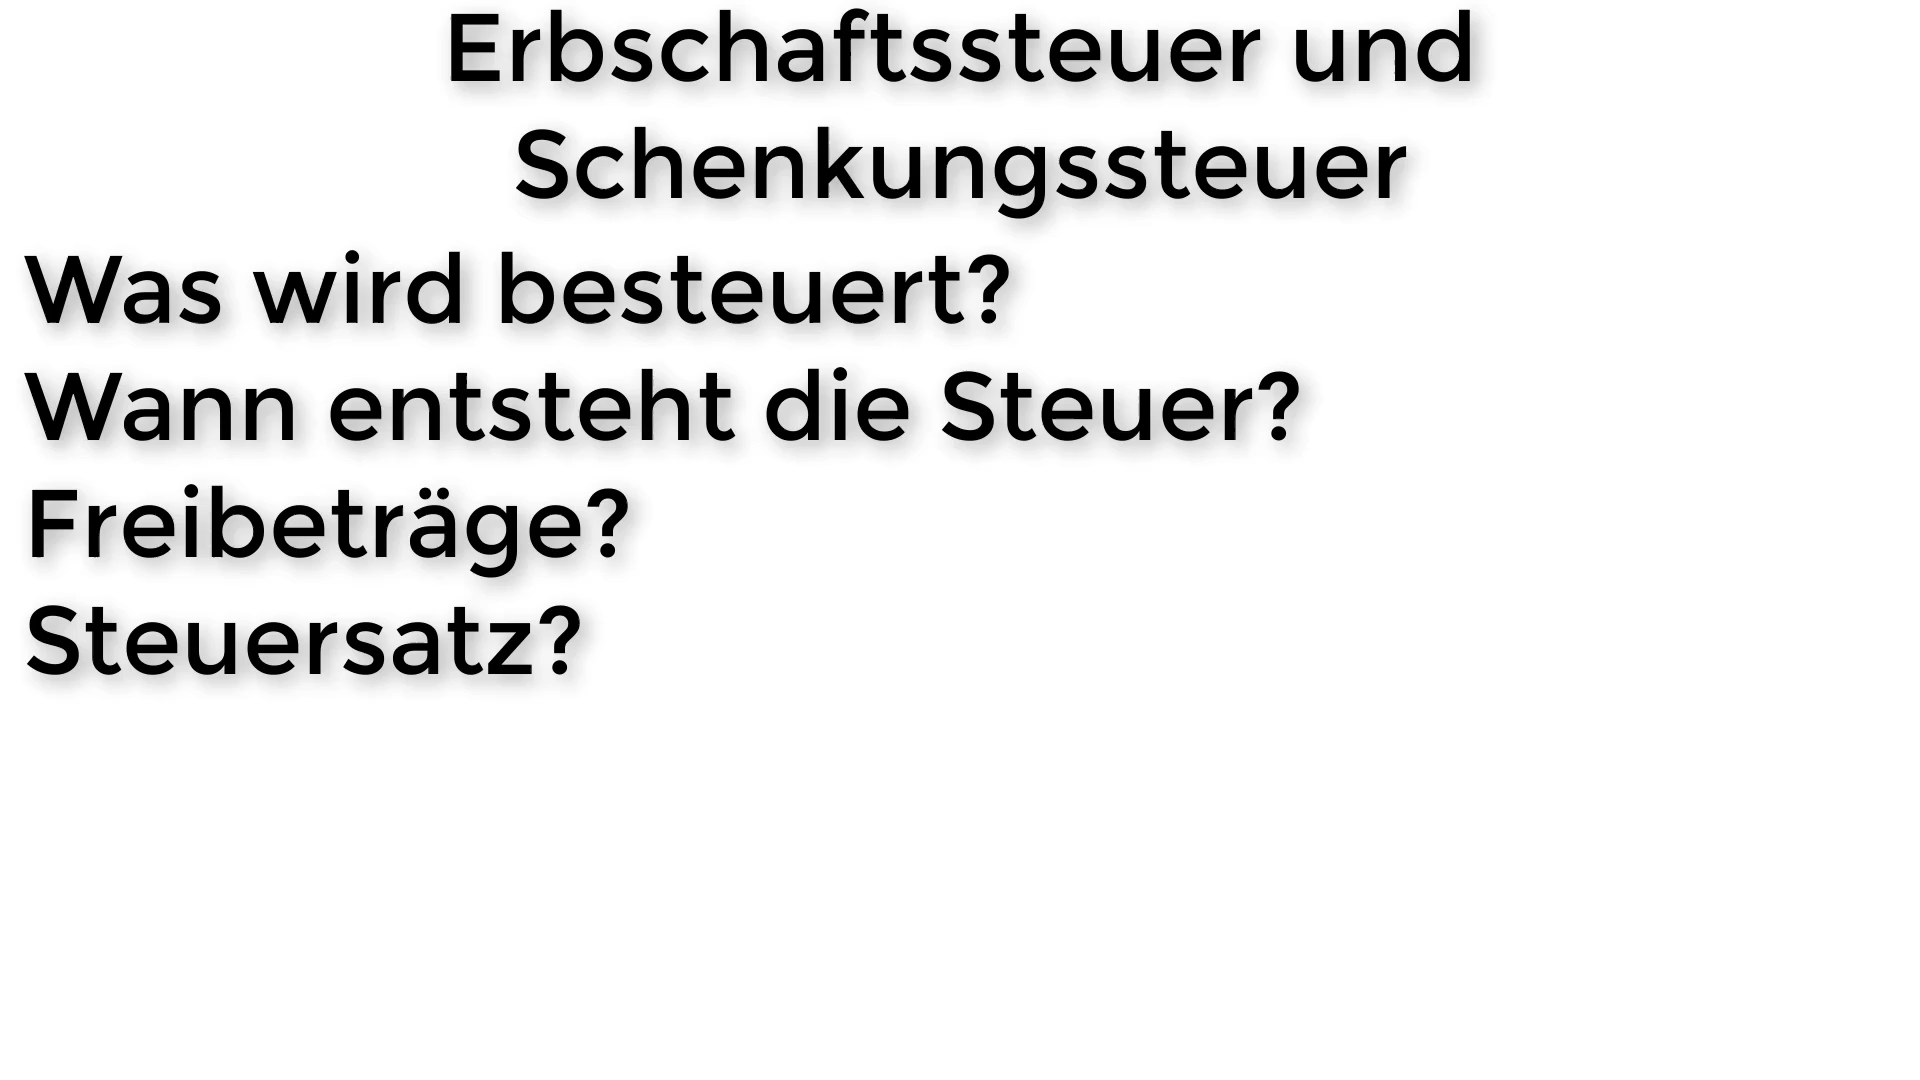 Erbschaftssteuer und
Schenkungssteuer
Was wird besteuert?
Wann entsteht die Steuer?
Freibeträge?
Steuersatz?